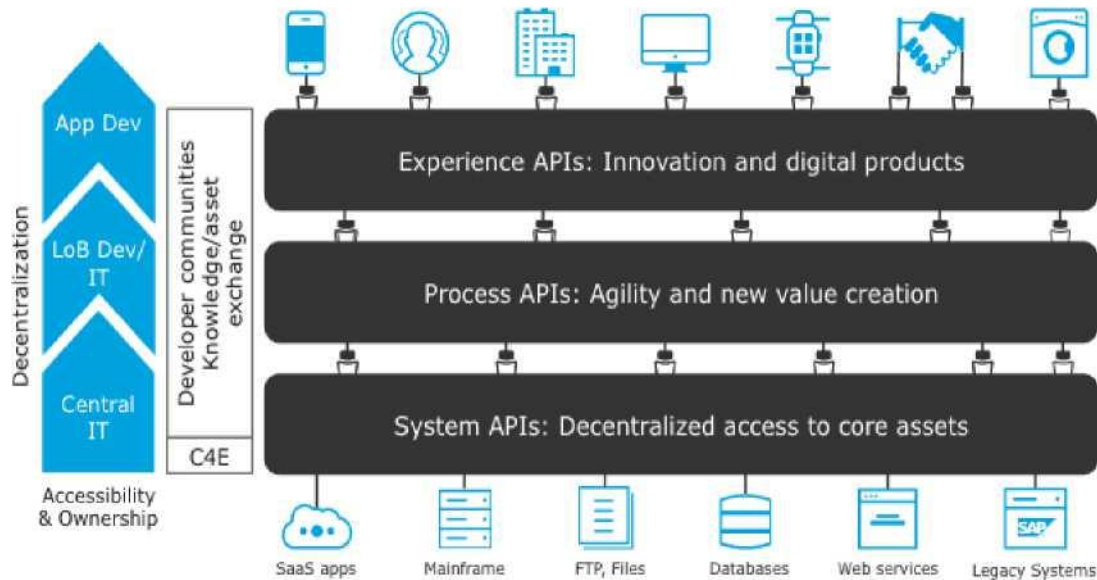 Decentralization
App Dev
LoB Dev/
IT
Central
IT
Accessibility
& Ownership
Developer communities
Knowledge/asset
exchange
C4E
Experience APIs: Innovation and digital products
Process APIs: Agility and new value creation
System APIs: Decentralized access to core assets
SaaS apps
Mainframe
FTP, Files
Databases
Web services
SAP
Legacy Systems